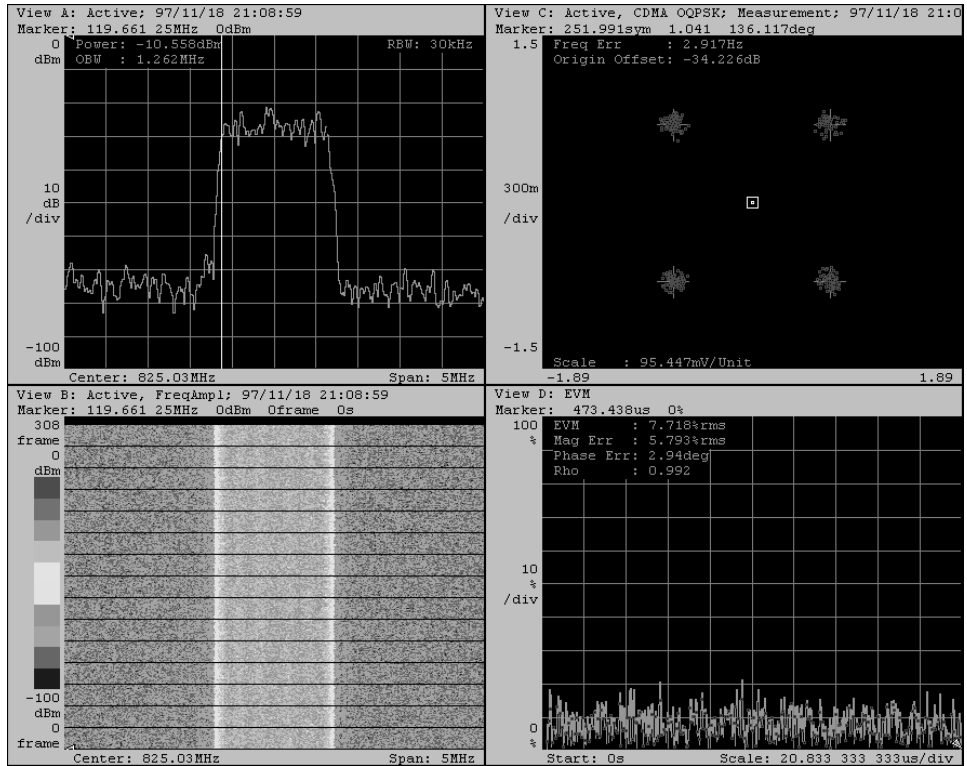 View A: Active; 97/11/18 21:08:59
Marker: 119.661 25MHz 0dBm
0
dBm
Power: -10.558dBm
RBW: 30kHz
OBW : 1.262MHz
10
dB
/div
-100
dBm
Center: 825.03MHz
Span: 5MHz
View C: Active, CDMA OQPSK; Measurement; 97/11/18 21:0
Marker: 251.991sym 1.041 136.117deg
1.5
Freq Err : 2.917Hz
Origin Offset: -34.226dB
300m
/div
-1.5
Scale : 95.447mV/Unit
-1.89
1.89
View B: Active, FreqAmpl; 97/11/18 21:08:59
Marker: 119.661 25MHz 0dBm 0frame 0s
308
frame
0
dBm
-100
dBm
0
frame
Center: 825.03MHz
Span: 5MHz
View D: EVM
Marker: 473.438us 0%
100
%
EVM : 7.718%rms
Mag Err : 5.793%rms
Phase Err: 2.94deg
Rho : 0.992
10
%
/div
0
%
Start: 0s
Scale: 20.833 333 333us/div